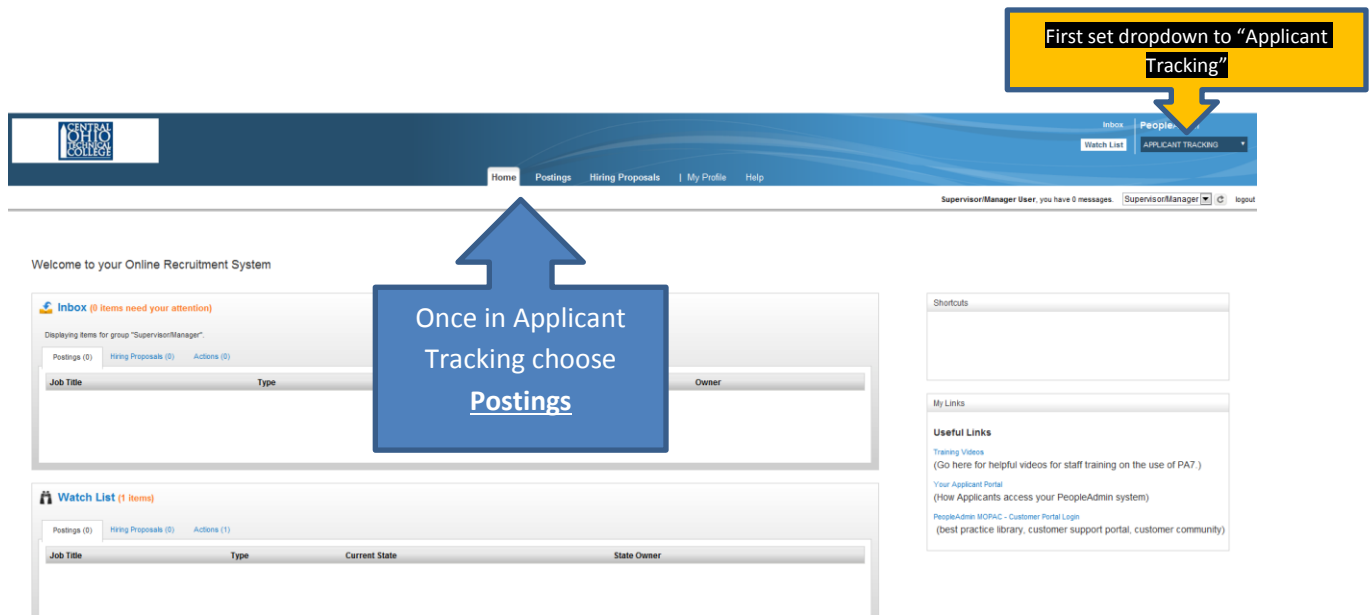 First set dropdown to “Applicant
Tracking”
CENTRAL
OHIO
TECHNICAL
COLLEGE
Inbox
Watch List
APPLICANT TRACKING
Home Postings Hiring Proposals | My Profile Help
Supervisor/Manager User, you have 0 messages. Supervisor/Manager logout
Welcome to your Online Recruitment System
Inbox (0 items need your attention)
Displaying items for group "Supervisor/Manager".
Postings (0) Hiring Proposals (0) Actions (0)
Job Title Type Owner
Once in Applicant
Tracking choose
Postings
Shortcuts
My Links
Useful Links
Training Videos
(Go here for helpful videos for staff training on the use of PA7.)
Your Applicant Portal
(How Applicants access your PeopleAdmin system)
PeopleAdmin MOPAC - Customer Portal Login
(best practice library, customer support portal, customer community)
Watch List (1 items)
Postings (0) Hiring Proposals (0) Actions (1)
Job Title Type Current State State Owner